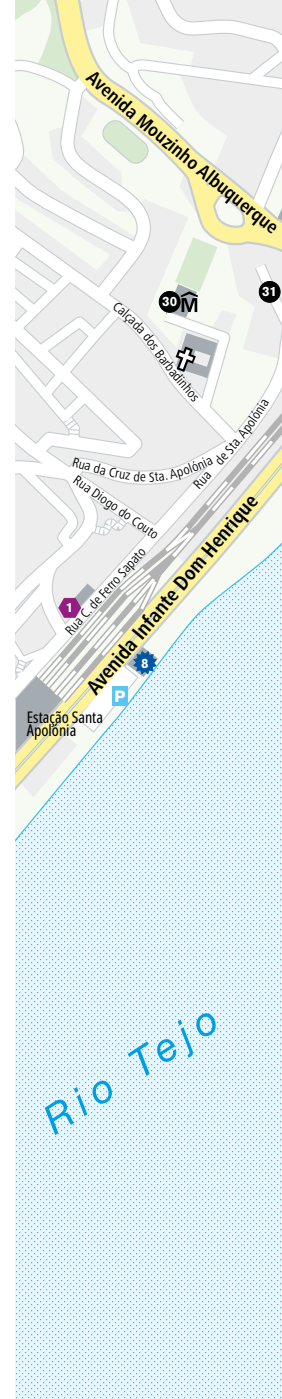 Avenida Mouzinho Albuquerque
31
30
M
Calçada dos Barbadinhos
Rua de Sta. Apolónia
Rua da Cruz de Sta. Apolónia
Rua Diogo do Couto
Avenida Infante Dom Henrique
Rua C. de Ferro Sapato
1
8
P
Estação Santa
Apolónia
Rio Tejo